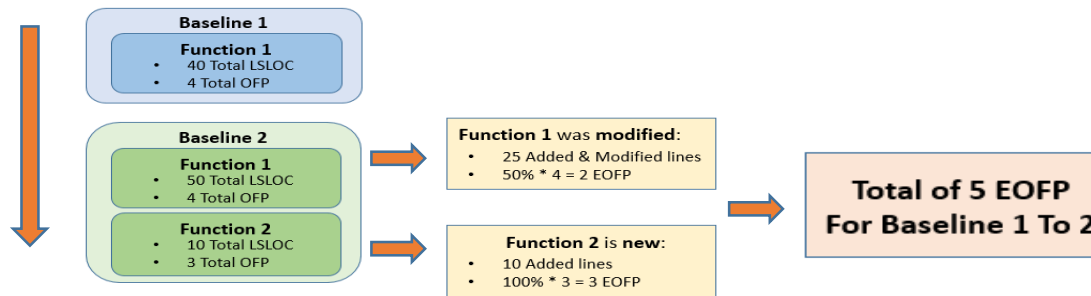 Baseline 1
Function 1
• 40 Total LSLOC
• 4 Total OFP
Baseline 2
Function 1
• 50 Total LSLOC
• 4 Total OFP
Function 2
• 10 Total LSLOC
• 3 Total OFP
Function 1 was modified:
• 25 Added & Modified lines
• 50% * 4 = 2 EOFP
Function 2 is new:
• 10 Added lines
• 100% * 3 = 3 EOFP
Total of 5 EOFP
For Baseline 1 To 2